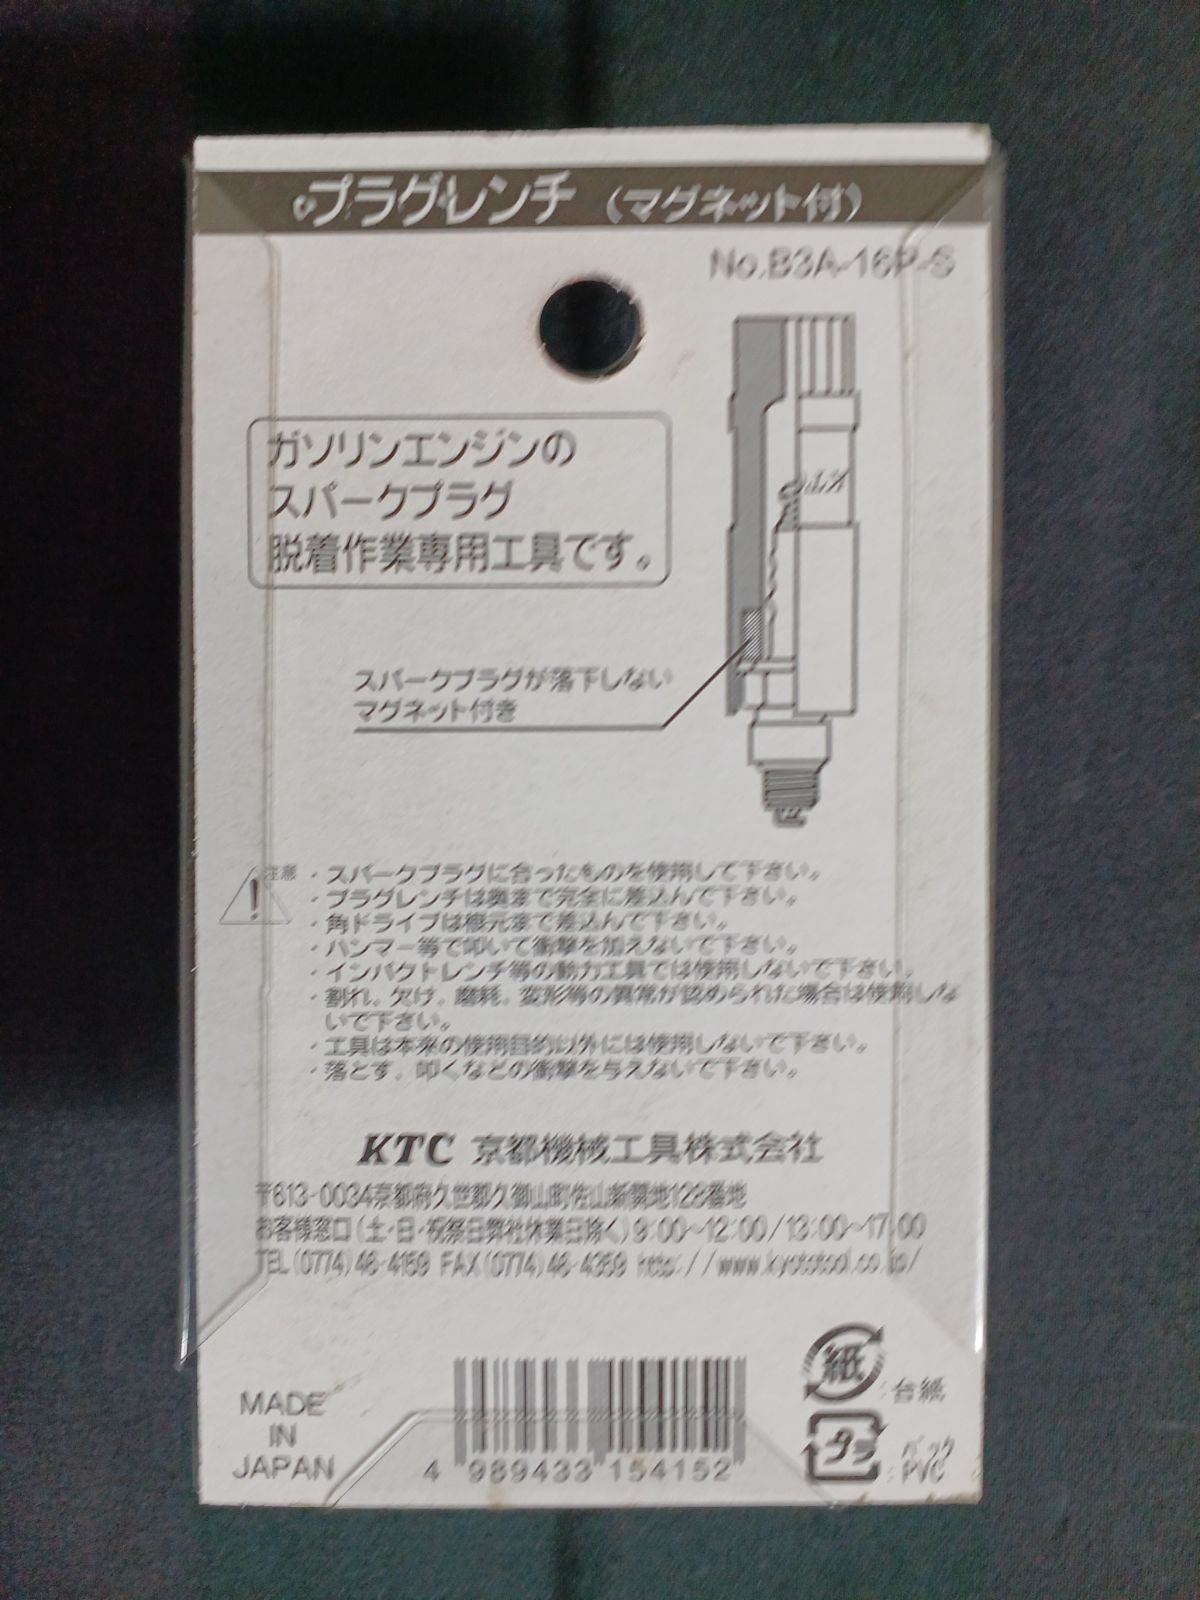 プラグレンチ（マグネット付）
No.B3A-16P-S
ガソリンエンジンの
スパークプラグ
脱着作業専用工具です。
KTC
スパークプラグが落下しない
マグネット付き
注意
・スパークプラグに合ったものを使用して下さい。
・プラグレンチは奥まで完全に差込んで下さい。
・角ドライブは根元まで差込んで下さい。
・ハンマー等で叩いて衝撃を加えないで下さい。
・インパクトレンチ等の動力工具では使用しないで下さい。
・割れ、欠け、磨耗、変形等の異常が認められた場合は使用しな
いで下さい。
・工具は本来の使用目的以外には使用しないで下さい。
・落とす、叩くなどの衝撃を与えないで下さい。
KTC 京都機械工具株式会社
〒613-0034京都府久世郡久御山町佐山新開地128番地
お客様窓口(土・日・祝祭日弊社休業日除く)9:00～12:00/13:00～17:00
TEL(0774)46-4159 FAX(0774)46-4359 http://www.kyototool.co.jp/
MADE
IN
JAPAN
4 989433 154152
紙
:台紙
プラ
:パック
PVC